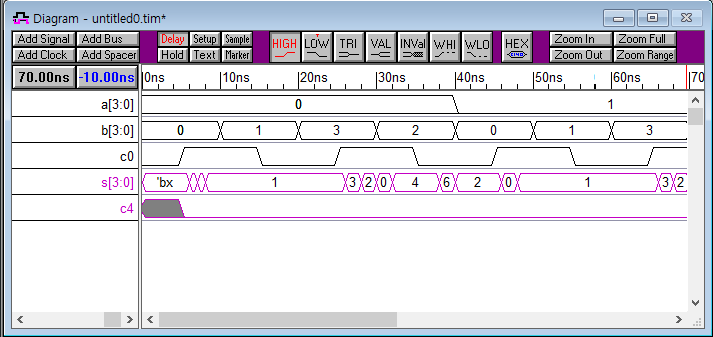 Diagram - untitled0.tim*
Add Signal Add Bus Delay Setup Sample HIGH LOW TRI VAL INVal WHI WLO HEX Zoom In Zoom Full
Add Clock Add Spacer Hold Text Marker Zoom Out Zoom Range
70.00ns -10.00ns 0ns 10ns 20ns 30ns 40ns 50ns 60ns 70
a[3:0] 0 1
b[3:0] 0 1 3 2 0 1 3
c0
s[3:0] 'bx 1 3 2 0 4 6 2 0 1 3 2
c4